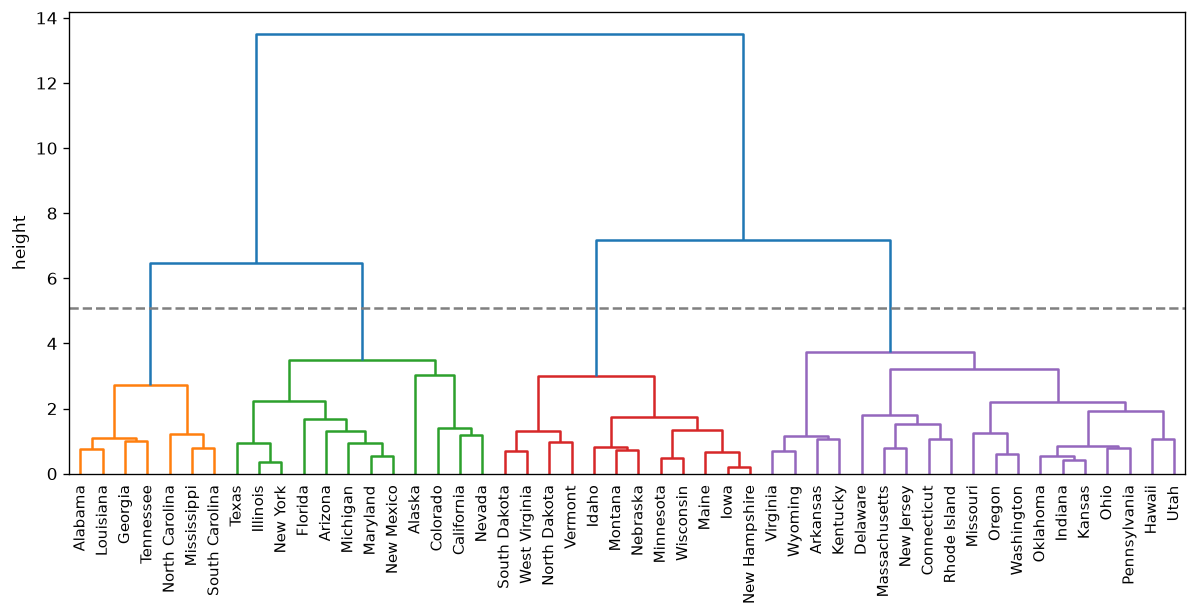 height
14
12
10
8
6
4
2
0
Alabama
Louisiana
Georgia
Tennessee
North Carolina
Mississippi
South Carolina
Texas
Illinois
New York
Florida
Arizona
Michigan
Maryland
New Mexico
Alaska
Colorado
California
Nevada
South Dakota
West Virginia
North Dakota
Vermont
Idaho
Montana
Nebraska
Minnesota
Wisconsin
Maine
Iowa
New Hampshire
Virginia
Wyoming
Arkansas
Kentucky
Delaware
Massachusetts
New Jersey
Connecticut
Rhode Island
Missouri
Oregon
Washington
Oklahoma
Indiana
Kansas
Ohio
Pennsylvania
Hawaii
Utah